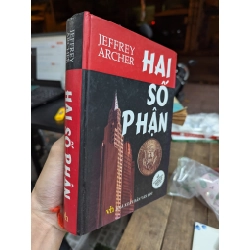 JEFFREY
ARCHER
HAI
SỐ
PHẬN
JEFFREY
ARCHER
HAI SỐ PHẬN